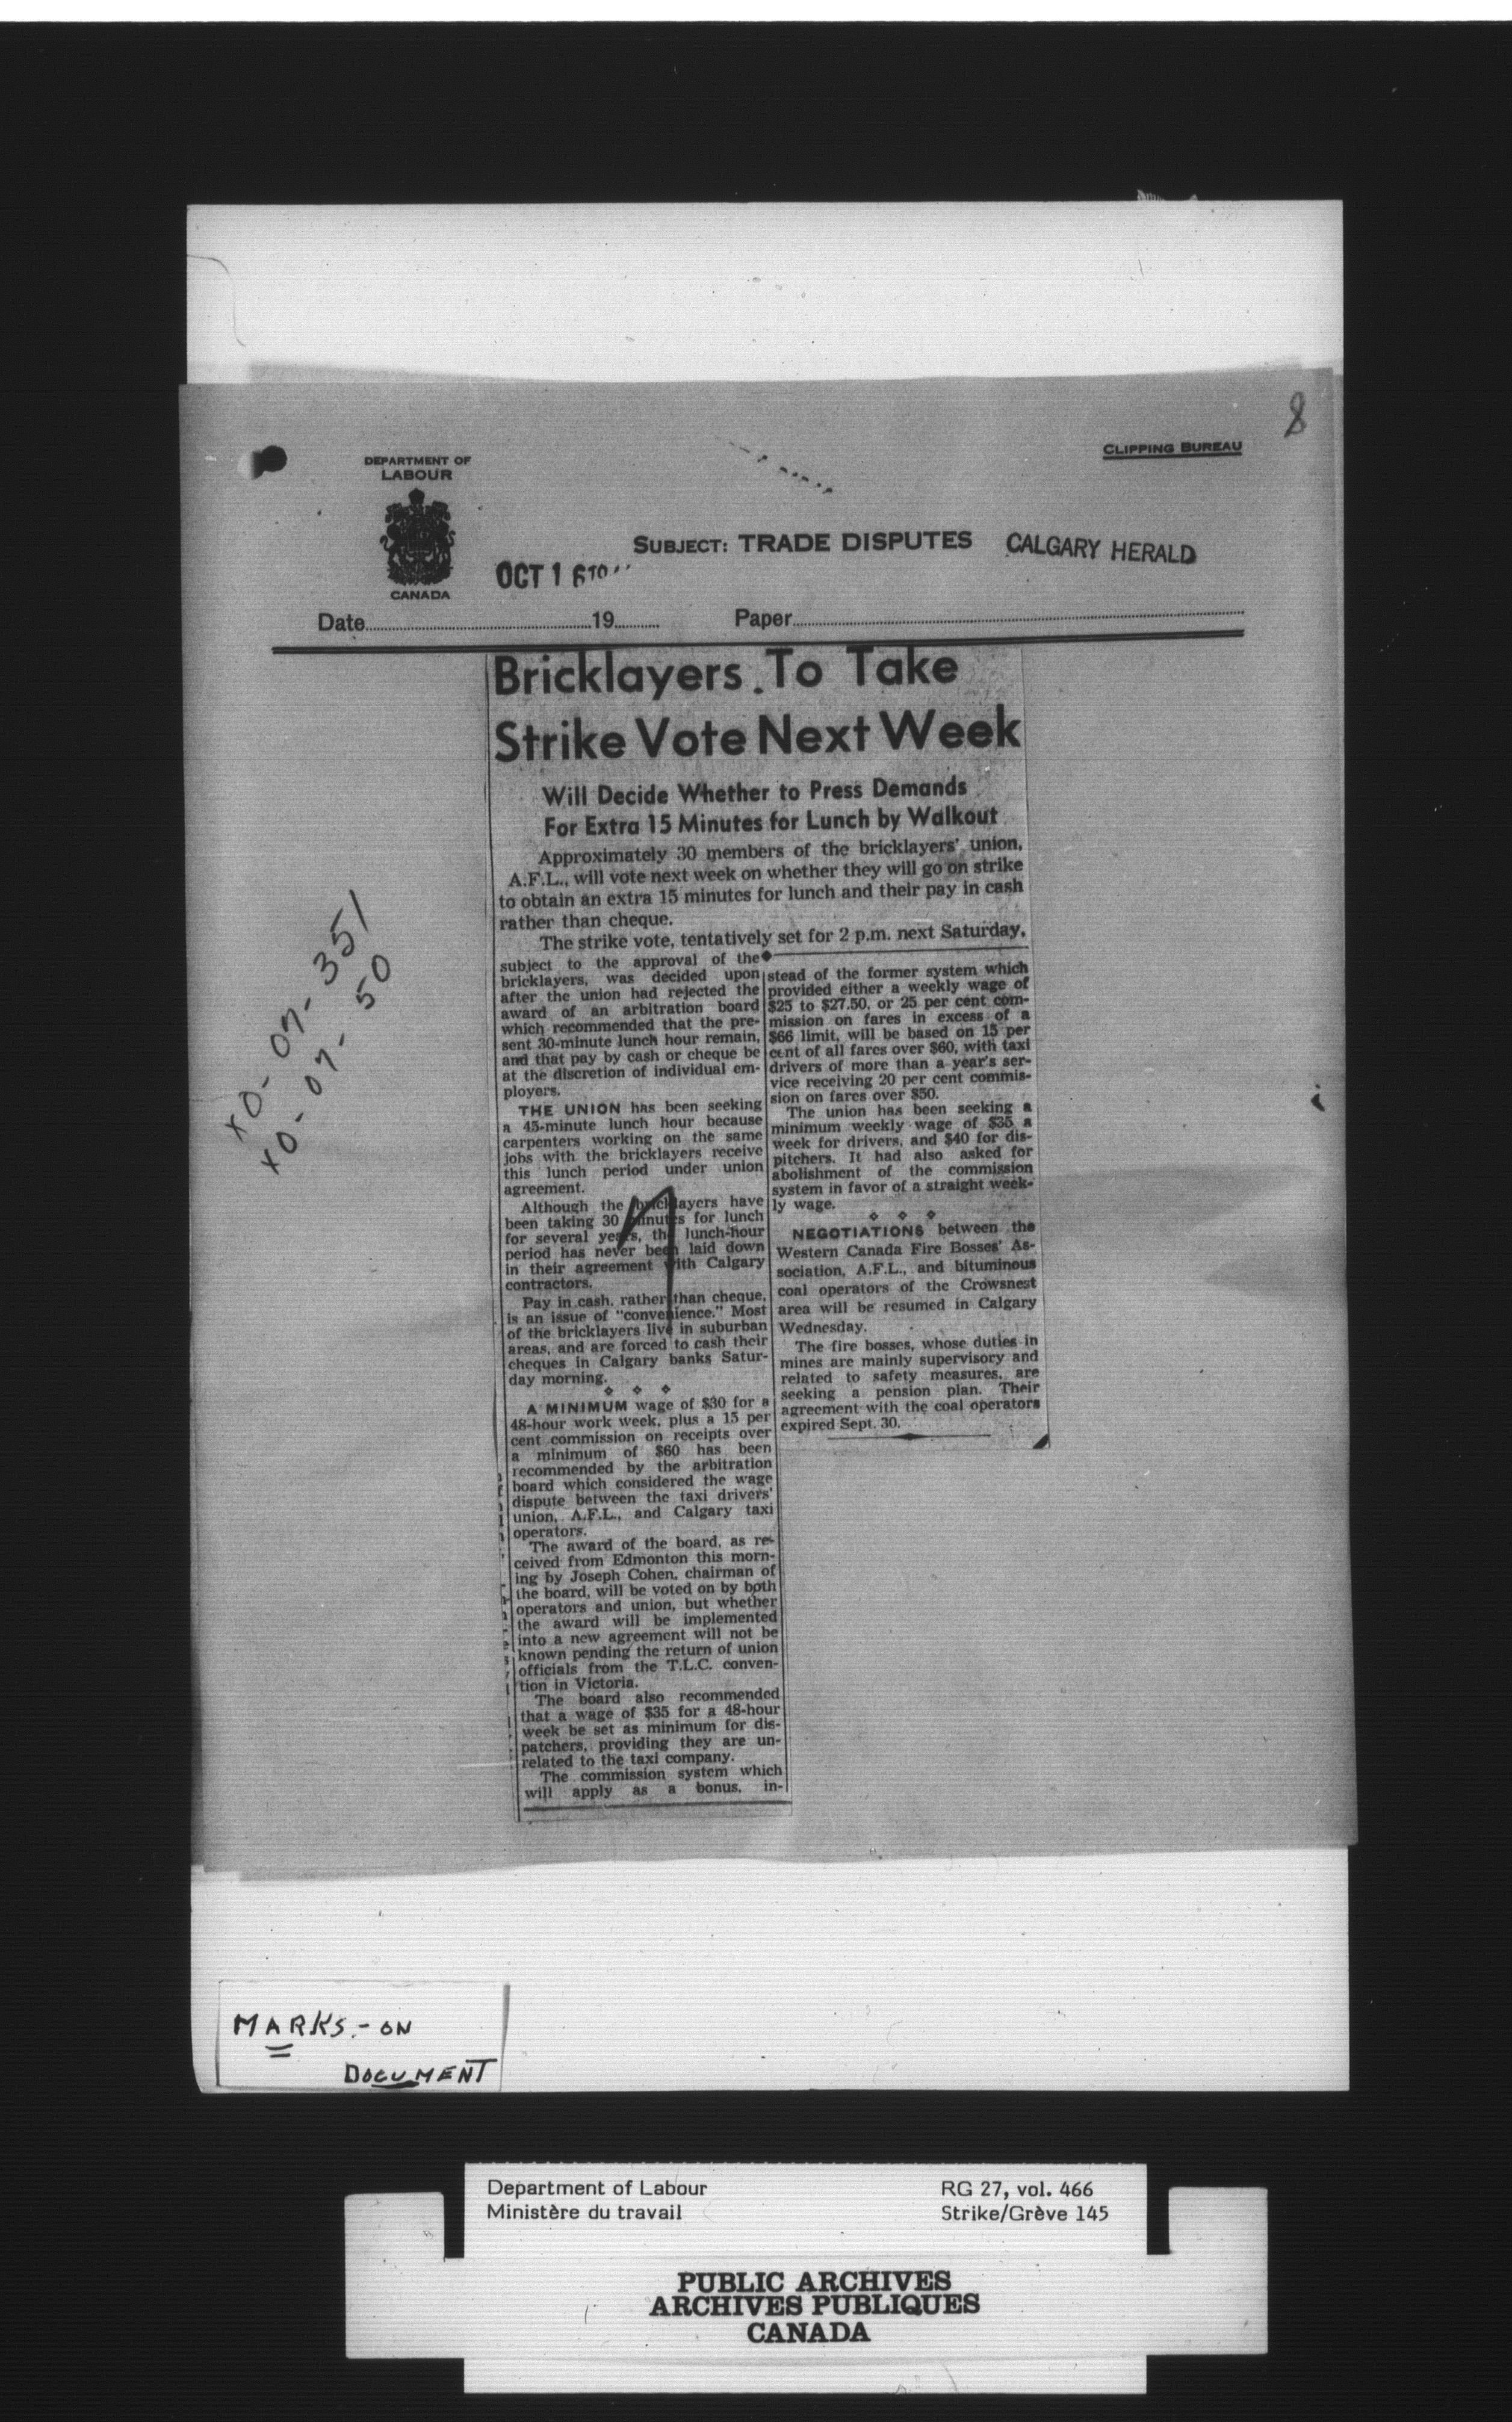 8
CLIPPING BUREAU
DEPARTMENT OF
LABOUR
CANADA
SUBJECT: TRADE DISPUTES CALGARY HERALD
OCT 16
Date 19 Paper
Bricklayers To Take
Strike Vote Next Week
Will Decide Whether to Press Demands
For Extra 15 Minutes for Lunch by Walkout
Approximately 30 members of the bricklayers' union,
A.F.L., will vote next week on whether they will go on strike
to obtain an extra 15 minutes for lunch and their pay in cash
rather than cheque.
The strike vote, tentatively set for 2 p.m. next Saturday,
subject to the approval of the
bricklayers, was decided upon
after the union had rejected the
award of an arbitration board
which recommended that the pre-
sent 30-minute lunch hour remain,
and that pay by cash or cheque be
at the discretion of individual em-
ployers.
THE UNION has been seeking
a 45-minute lunch hour because
carpenters working on the same
jobs with the bricklayers receive
this lunch period under union
agreement.
Although the bricklayers have
been taking 30 minutes for lunch
for several years, the lunch-hour
period has never been laid down
in their agreement with Calgary
contractors.
Pay in cash, rather than cheque,
is an issue of "convenience." Most
of the bricklayers live in suburban
areas, and are forced to cash their
cheques in Calgary banks Satur-
day morning.
A MINIMUM wage of $30 for a
48-hour work week, plus a 15 per
cent commission on receipts over
a minimum of $60 has been
recommended by the arbitration
board which considered the wage
dispute between the taxi drivers'
union, A.F.L., and Calgary taxi
operators.
The award of the board, as re-
ceived from Edmonton this morn-
ing by Joseph Cohen, chairman of
the board, will be voted on by both
operators and union, but whether
the award will be implemented
into a new agreement will not be
known pending the return of union
officials from the T.L.C. conven-
tion in Victoria.
The board also recommended
that a wage of $35 for a 48-hour
week be set as minimum for dis-
patchers, providing they are un-
related to the taxi company.
The commission system which
will apply as a bonus, in-
stead of the former system which
provided either a weekly wage of
$25 to $27.50, or 25 per cent com-
mission on fares in excess of a
$66 limit, will be based on 15 per
cent of all fares over $60, with taxi
drivers of more than a year's ser-
vice receiving 20 per cent commis-
sion on fares over $50.
The union has been seeking a
minimum weekly wage of $35 a
week for drivers, and $40 for dis-
pitchers. It had also asked for
abolishment of the commission
system in favor of a straight week-
ly wage.
NEGOTIATIONS between the
Western Canada Fire Bosses' As-
sociation, A.F.L., and bituminous
coal operators of the Crowsnest
area will be resumed in Calgary
Wednesday.
The fire bosses, whose duties in
mines are mainly supervisory and
related to safety measures, are
seeking a pension plan. Their
agreement with the coal operators
expired Sept. 30.
x0-07-351
x0-07-50
MARKS.- ON
DOCUMENT
Department of Labour RG 27, vol. 466
Ministère du travail Strike/Grève 145
PUBLIC ARCHIVES
ARCHIVES PUBLIQUES
CANADA